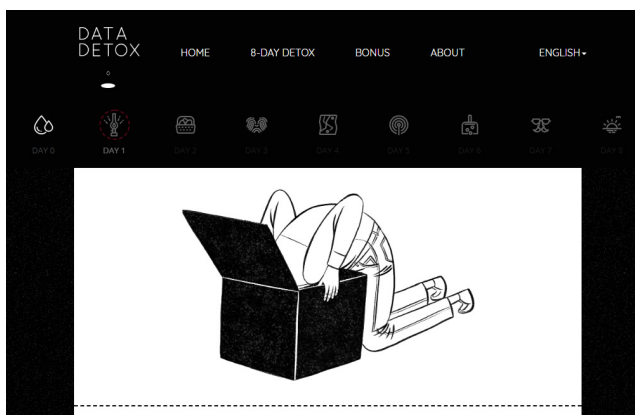 DATA
DETOX
HOME 8-DAY DETOX BONUS ABOUT ENGLISH
0
DAY 0 DAY 1 DAY 2 DAY 3 DAY 4 DAY 5 DAY 6 DAY 7 DAY 8